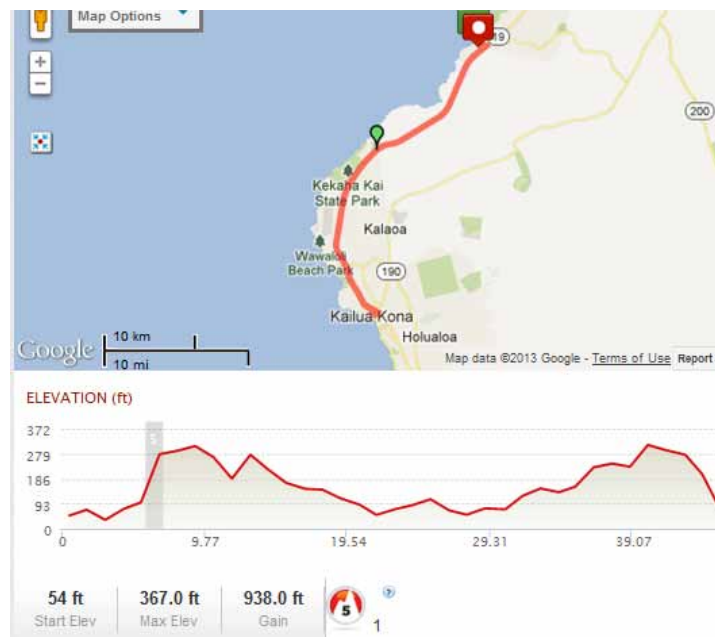 Map Options
+
−
19
200
Kekaha Kai
State Park
Kalaoa
Wawaloli
Beach Park
190
Kailua Kona
Holualoa
10 km
10 mi
Google
Map data ©2013 Google - Terms of Use Report
ELEVATION (ft)
372
279
186
93
0
5
0
9.77
19.54
29.31
39.07
54 ft
367.0 ft
938.0 ft
Start Elev
Max Elev
Gain
5
?
1